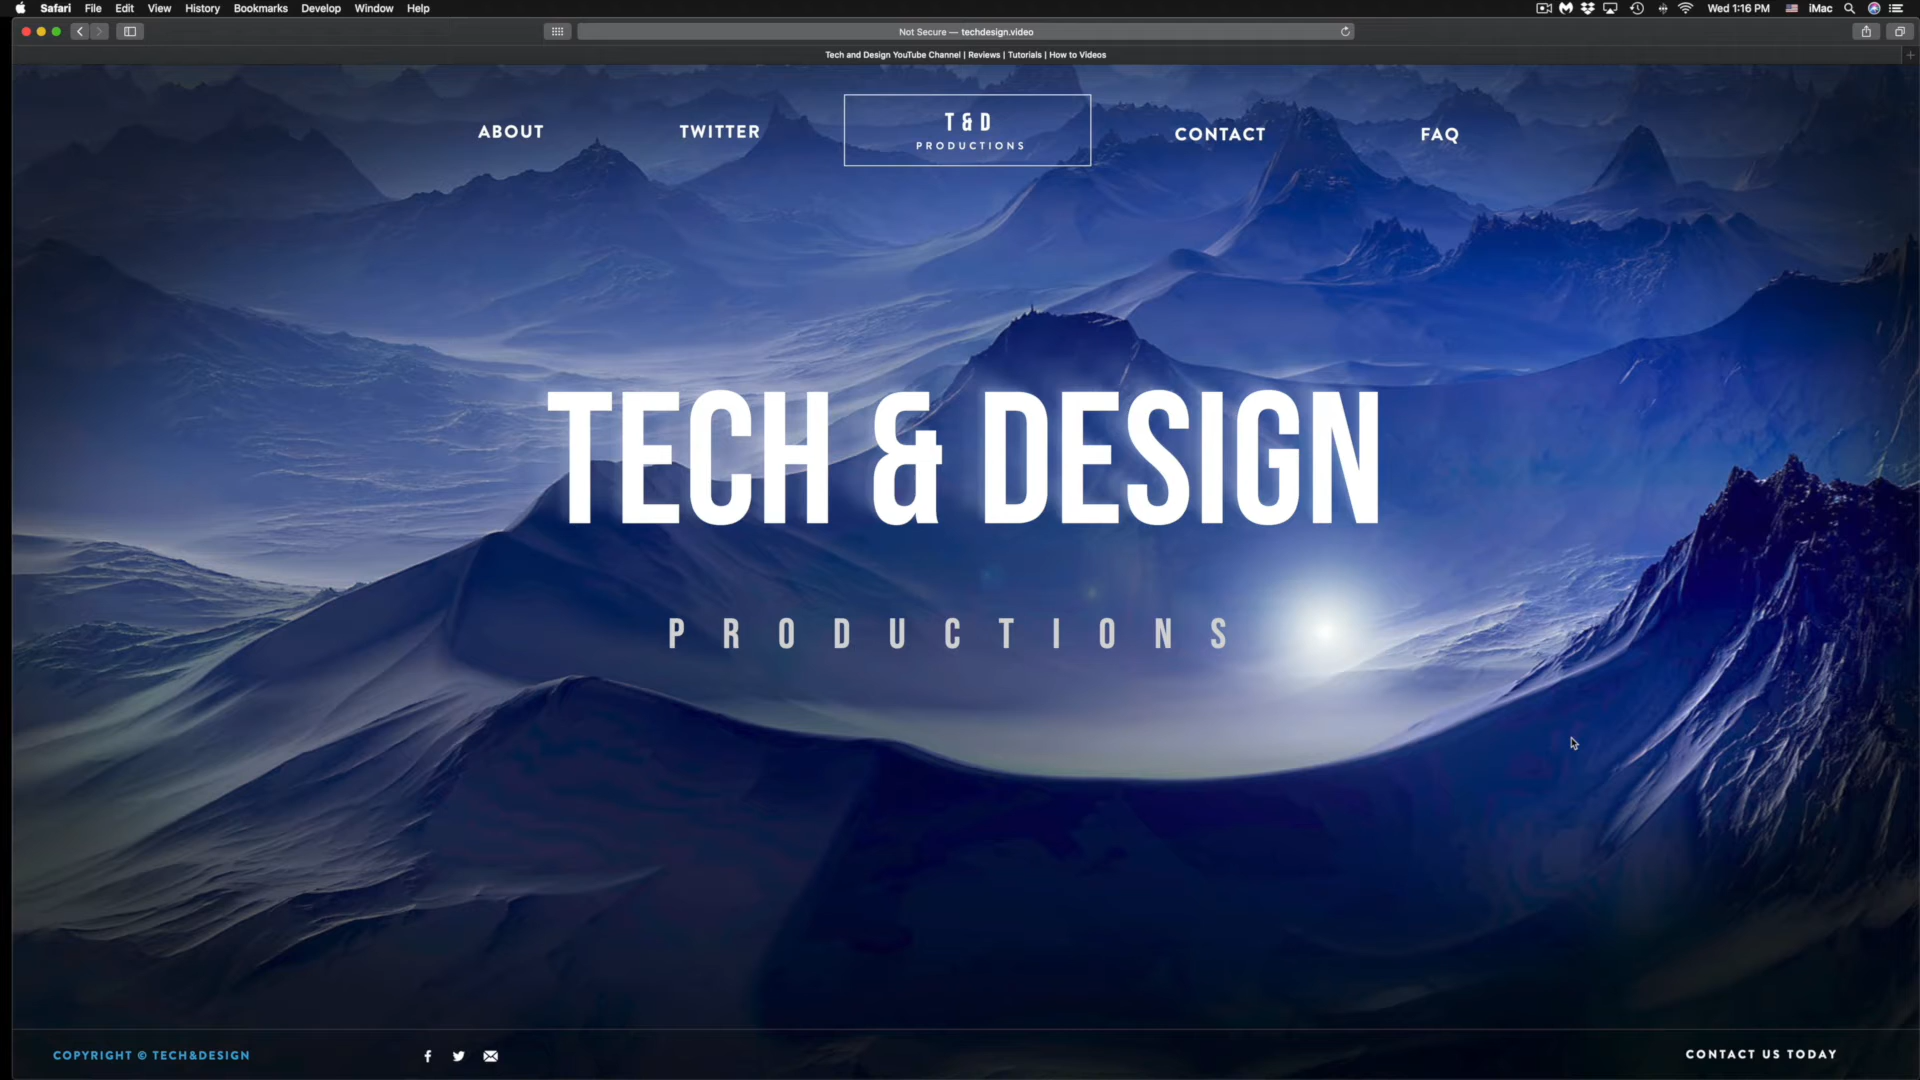 Safari File Edit View History Bookmarks Develop Window Help Wed 1:16 PM iMac
Not Secure — techdesign.video
Tech and Design YouTube Channel | Reviews | Tutorials | How to Videos
ABOUT TWITTER T&D CONTACT FAQ
PRODUCTIONS
TECH & DESIGN
PRODUCTIONS
COPYRIGHT © TECH&DESIGN CONTACT US TODAY